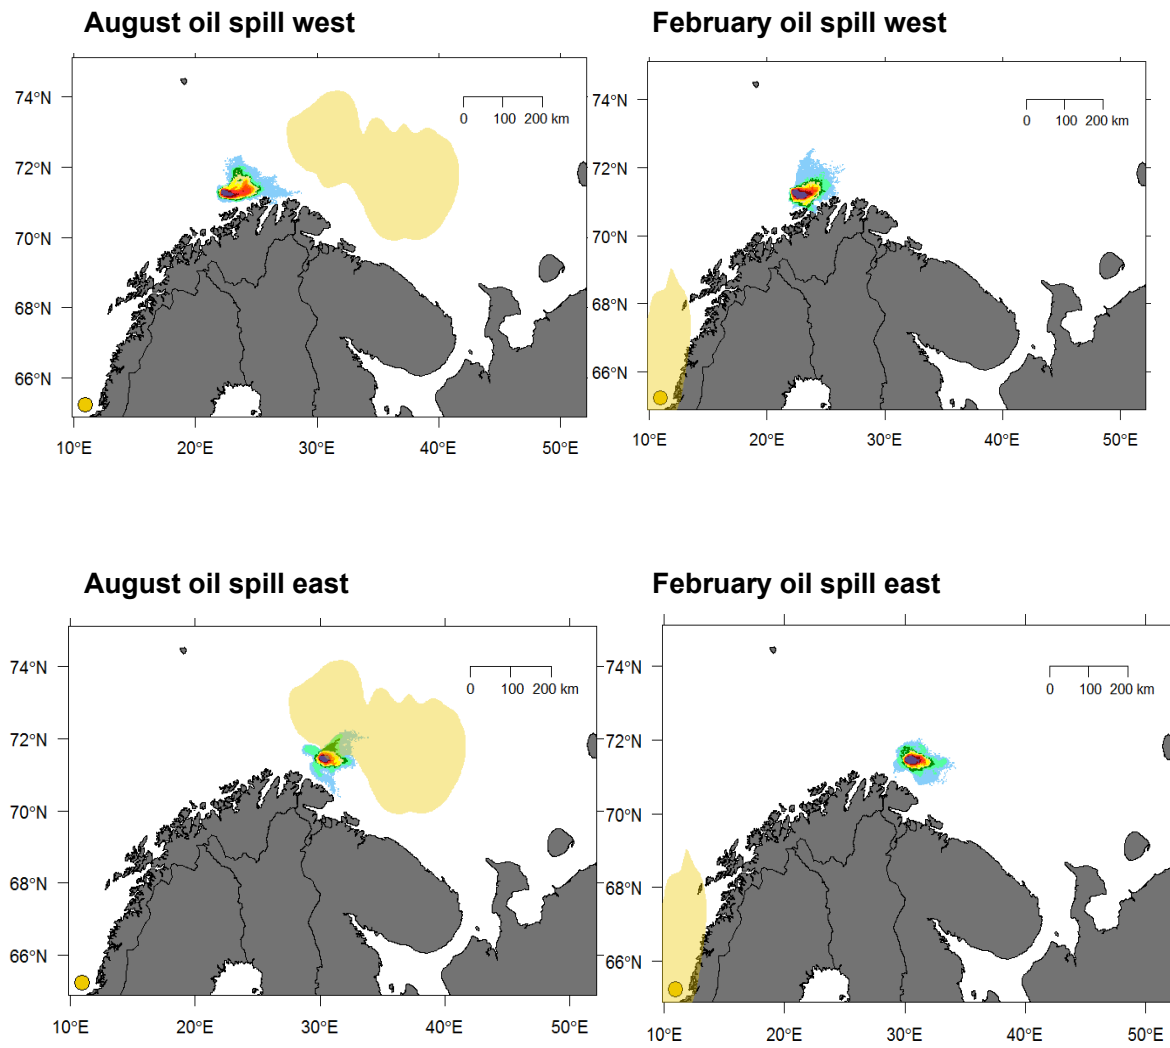 August oil spill west
February oil spill west
74°N
72°N
70°N
68°N
66°N
0 100 200 km
10°E 20°E 30°E 40°E 50°E
74°N
72°N
70°N
68°N
66°N
0 100 200 km
10°E 20°E 30°E 40°E 50°E
August oil spill east
February oil spill east
74°N
72°N
70°N
68°N
66°N
0 100 200 km
10°E 20°E 30°E 40°E 50°E
74°N
72°N
70°N
68°N
66°N
0 100 200 km
10°E 20°E 30°E 40°E 50°E